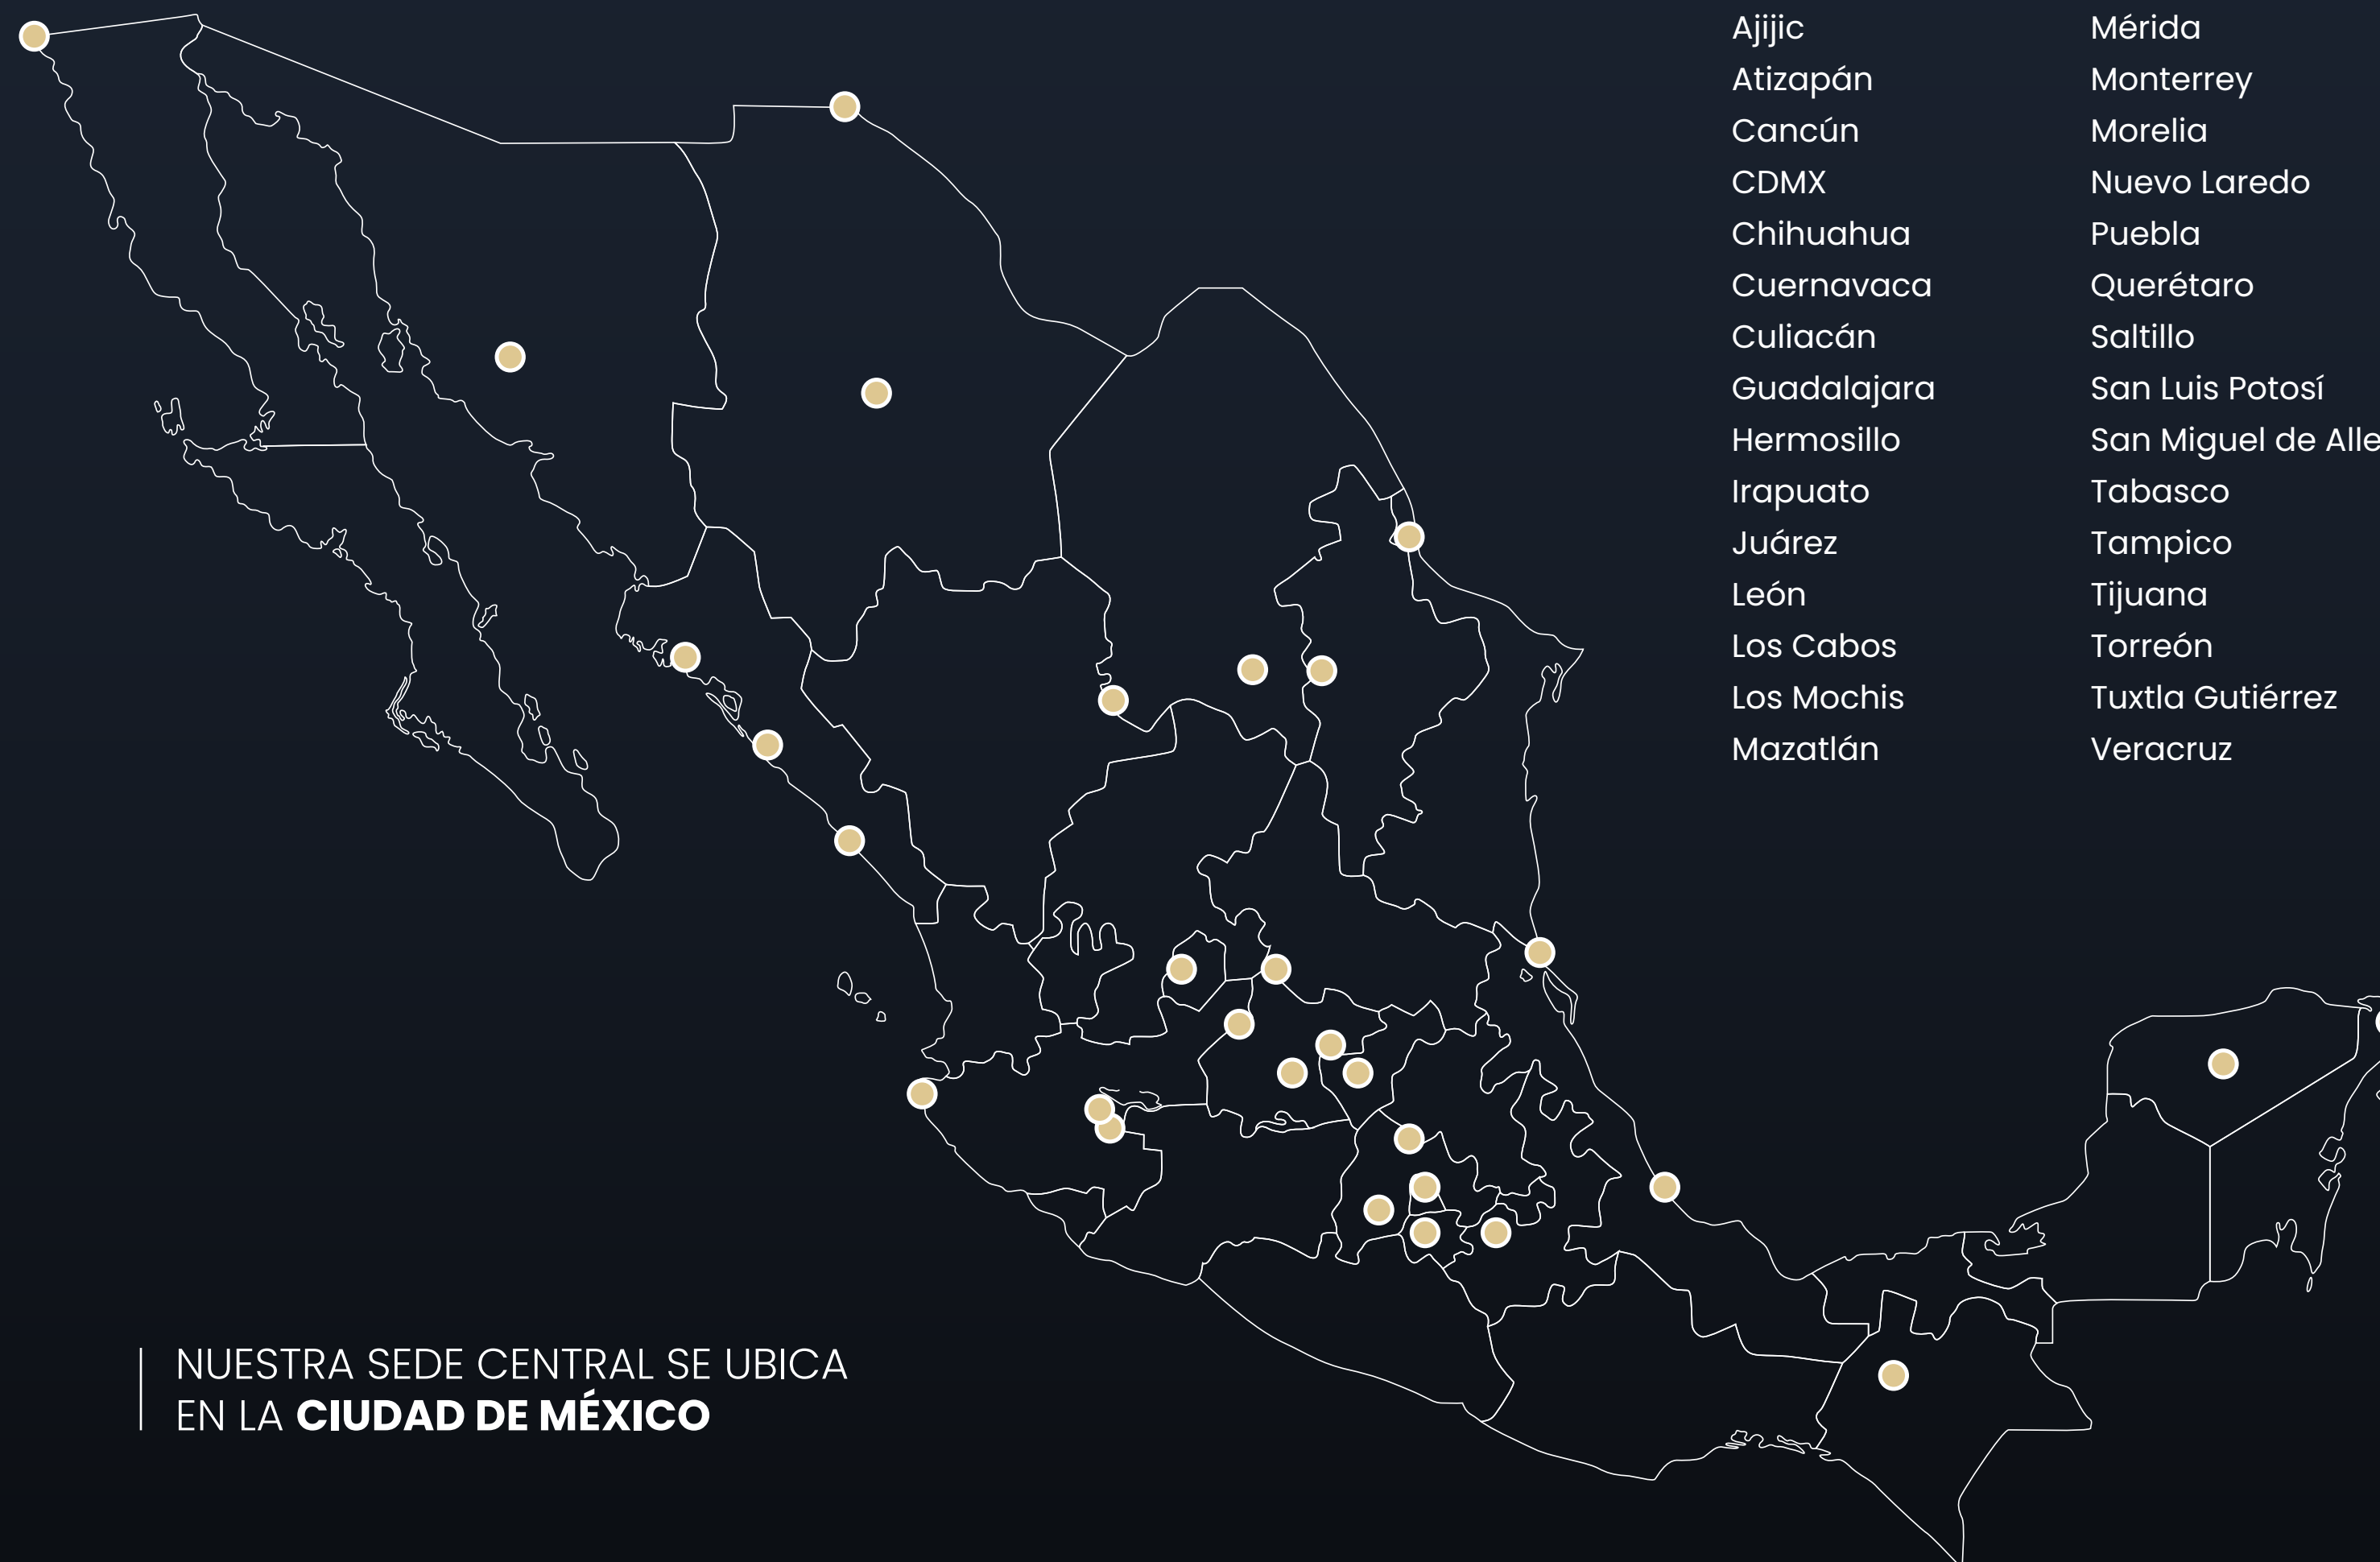 Ajijic
Atizapán
Cancún
CDMX
Chihuahua
Cuernavaca
Culiacán
Guadalajara
Hermosillo
Irapuato
Juárez
León
Los Cabos
Los Mochis
Mazatlán
Mérida
Monterrey
Morelia
Nuevo Laredo
Puebla
Querétaro
Saltillo
San Luis Potosí
San Miguel de Alle
Tabasco
Tampico
Tijuana
Torreón
Tuxtla Gutiérrez
Veracruz
NUESTRA SEDE CENTRAL SE UBICA
EN LA CIUDAD DE MÉXICO